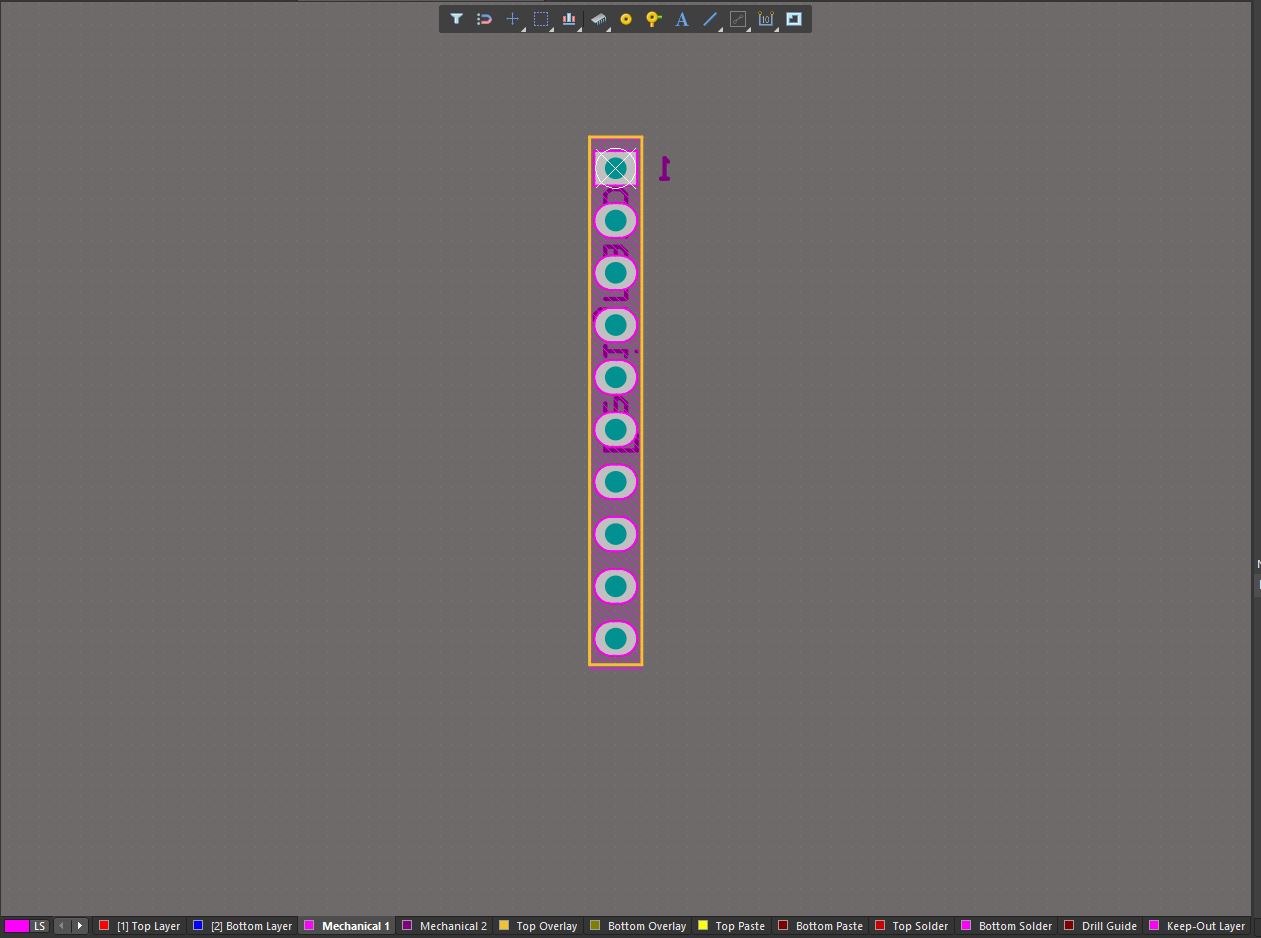 1
LS
[1] Top Layer
[2] Bottom Layer
Mechanical 1
Mechanical 2
Top Overlay
Bottom Overlay
Top Paste
Bottom Paste
Top Solder
Bottom Solder
Drill Guide
Keep-Out Layer